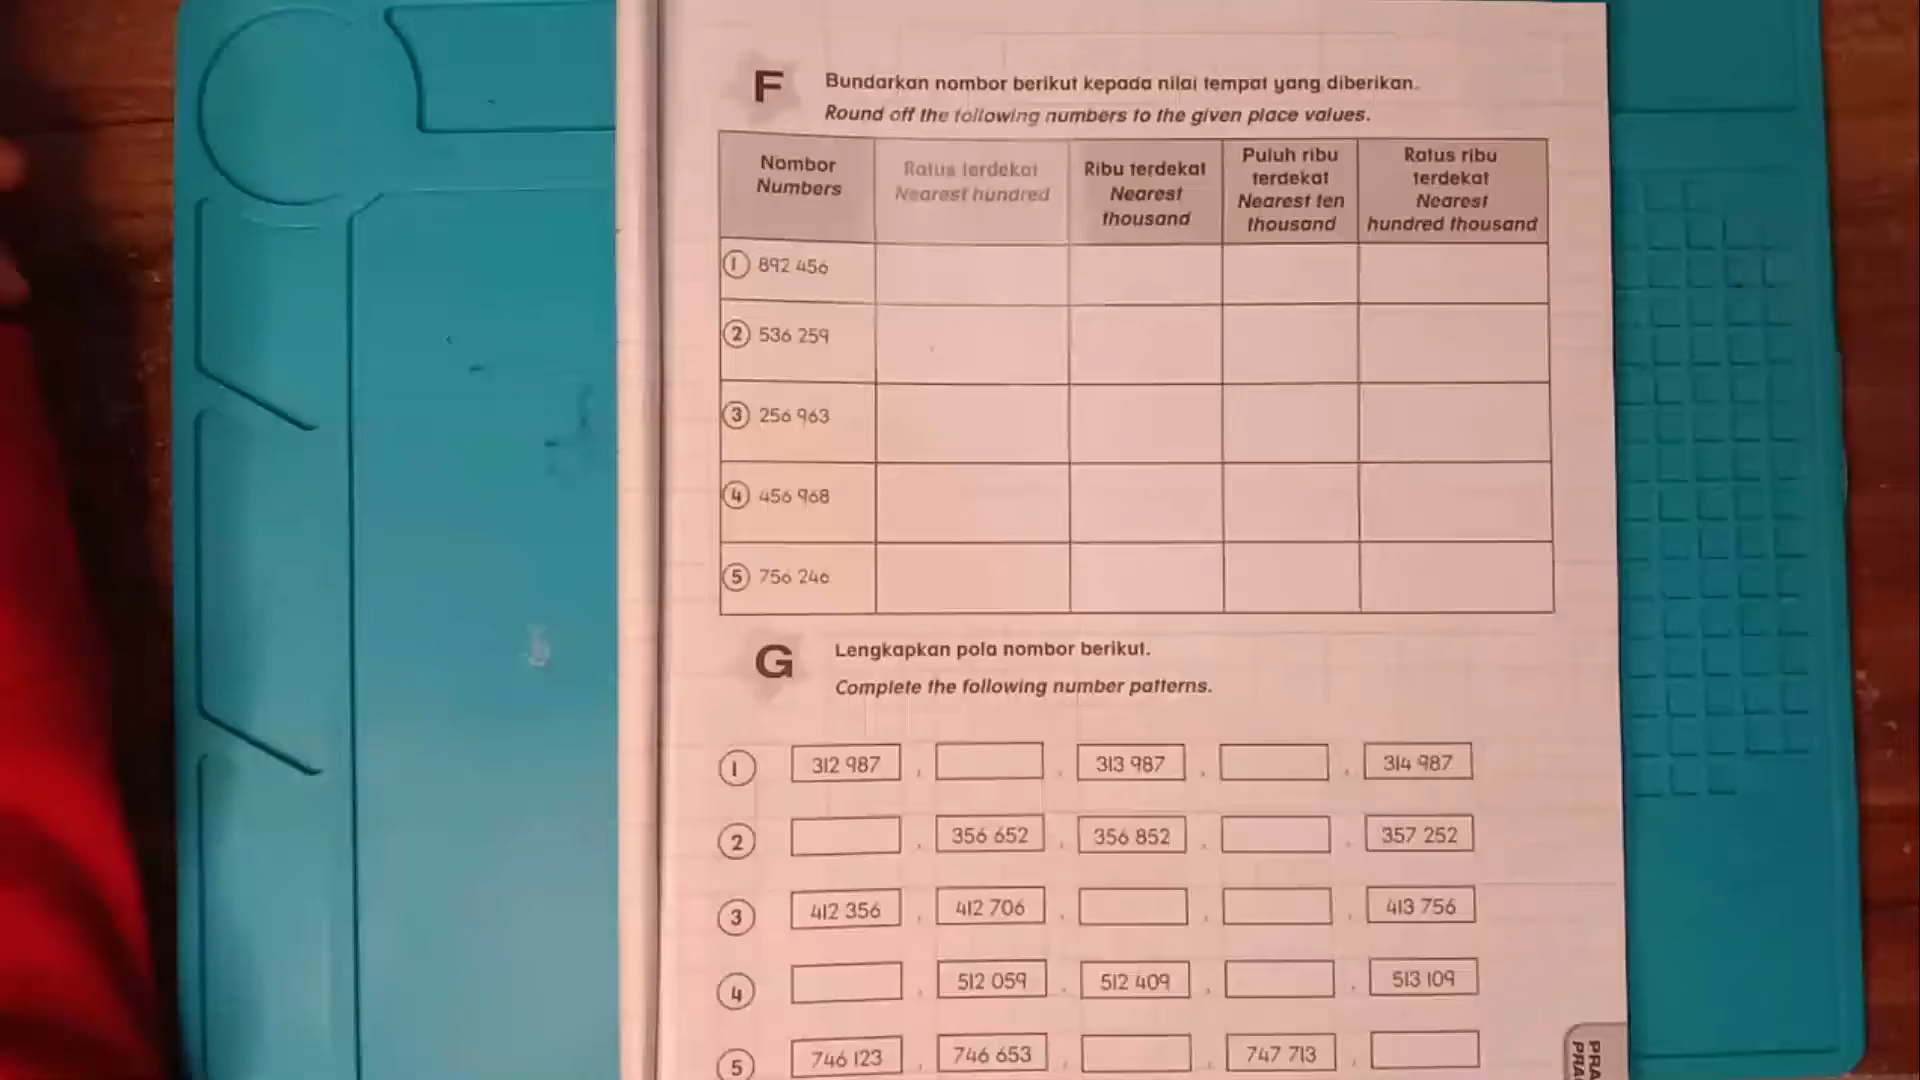 F
Bundarkan nombor berikut kepada nilai tempat yang diberikan.
Round off the following numbers to the given place values.
Nombor
Numbers
Ratus terdekat
Nearest hundred
Ribu terdekat
Nearest
thousand
Puluh ribu
terdekat
Nearest ten
thousand
Ratus ribu
terdekat
Nearest
hundred thousand
1 892 456
2 536 259
3 256 963
4 456 968
5 756 246
G
Lengkapkan pola nombor berikut.
Complete the following number patterns.
1 312 987 , , 313 987 , , 314 987
2 , 356 652 , 356 852 , , 357 252
3 412 356 , 412 706 , , , 413 756
4 , 512 059 , 512 409 , , 513 109
5 746 123 , 746 653 , , 747 713 ,